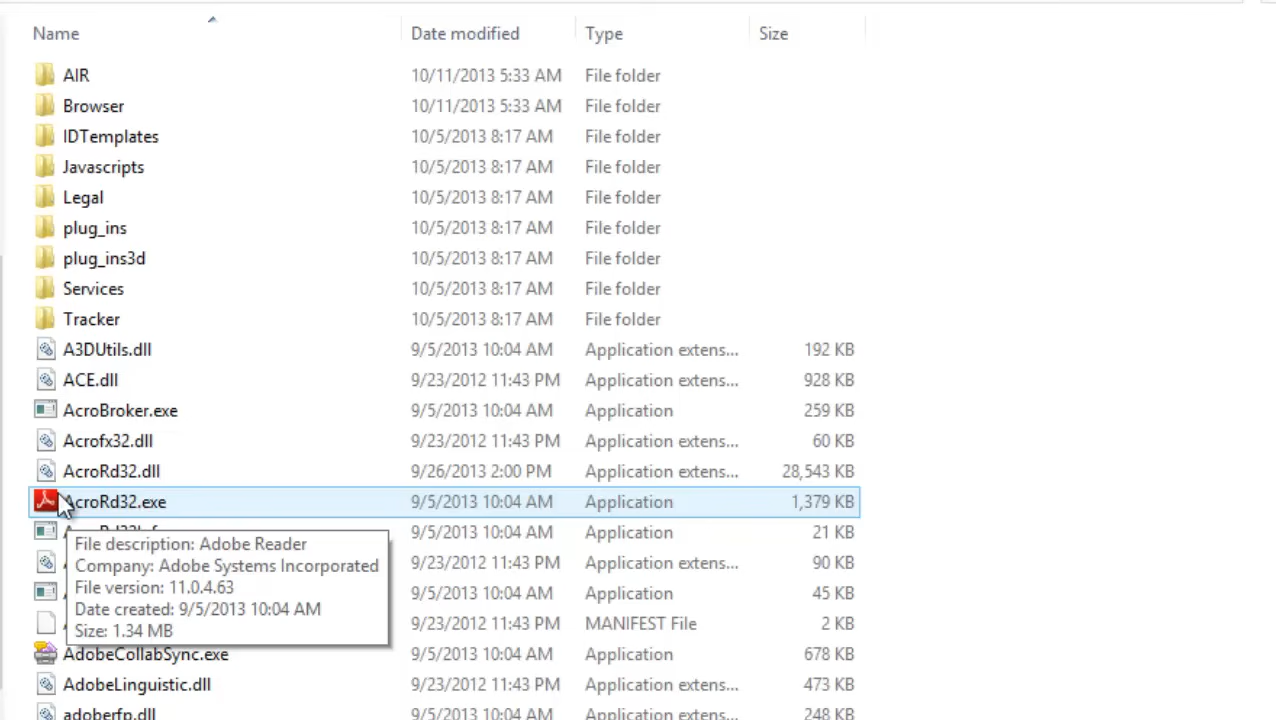 Name Date modified Type Size
AIR 10/11/2013 5:33 AM File folder
Browser 10/11/2013 5:33 AM File folder
IDTemplates 10/5/2013 8:17 AM File folder
Javascripts 10/5/2013 8:17 AM File folder
Legal 10/5/2013 8:17 AM File folder
plug_ins 10/5/2013 8:17 AM File folder
plug_ins3d 10/5/2013 8:17 AM File folder
Services 10/5/2013 8:17 AM File folder
Tracker 10/5/2013 8:17 AM File folder
A3DUtils.dll 9/5/2013 10:04 AM Application extens... 192 KB
ACE.dll 9/23/2012 11:43 PM Application extens... 928 KB
AcroBroker.exe 9/5/2013 10:04 AM Application 259 KB
Acrofx32.dll 9/23/2012 11:43 PM Application extens... 60 KB
AcroRd32.dll 9/26/2013 2:00 PM Application extens... 28,543 KB
AcroRd32.exe 9/5/2013 10:04 AM Application 1,379 KB
9/5/2013 10:04 AM Application 21 KB
File description: Adobe Reader
Company: Adobe Systems Incorporated
File version: 11.0.4.63
Date created: 9/5/2013 10:04 AM
Size: 1.34 MB
9/23/2012 11:43 PM Application extens... 90 KB
9/5/2013 10:04 AM Application 45 KB
9/23/2012 11:43 PM MANIFEST File 2 KB
AdobeCollabSync.exe 9/5/2013 10:04 AM Application 678 KB
AdobeLinguistic.dll 9/23/2012 11:43 PM Application extens... 473 KB
adoberfp.dll 9/5/2013 10:04 AM Application extens... 248 KB